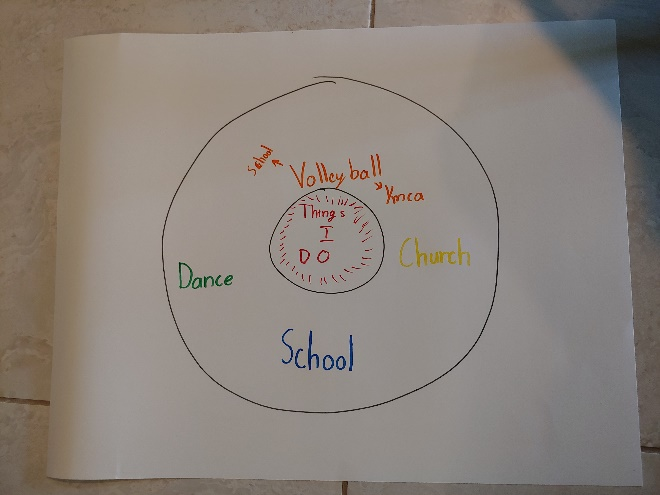 School
Volleyball
Ymca
Things
I
DO
Church
Dance
School